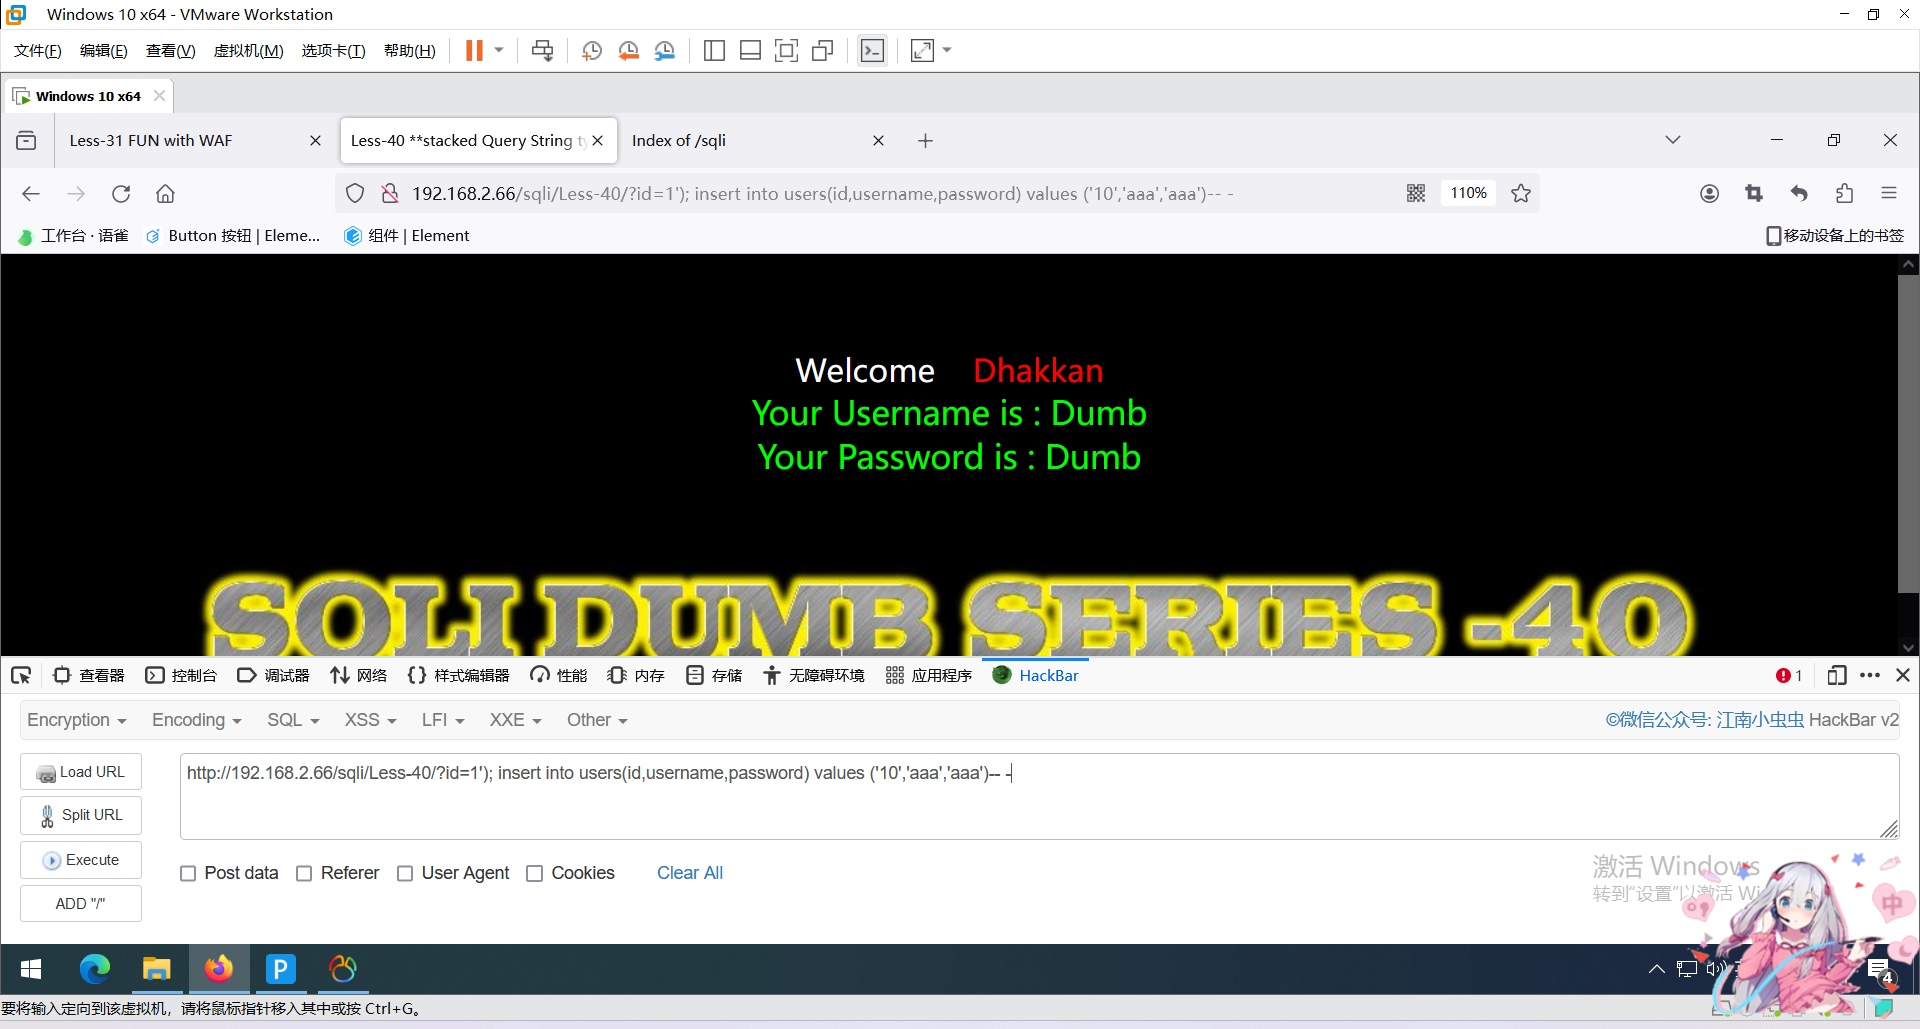 Windows 10 x64 - VMware Workstation
文件(F) 编辑(E) 查看(V) 虚拟机(M) 选项卡(T) 帮助(H)
Windows 10 x64
Less-31 FUN with WAF
Less-40 **stacked Query String ty
Index of /sqli
192.168.2.66/sqli/Less-40/?id=1'); insert into users(id,username,password) values ('10','aaa','aaa')-- -
110%
工作台 · 语雀
Button 按钮 | Eleme...
组件 | Element
移动设备上的书签
Welcome Dhakkan
Your Username is : Dumb
Your Password is : Dumb
SQLI DUMB SERIES -40
查看器 控制台 调试器 网络 样式编辑器 性能 内存 存储 无障碍环境 应用程序 HackBar 1
Encryption Encoding SQL XSS LFI XXE Other
©微信公众号: 江南小虫虫 HackBar v2
Load URL
http://192.168.2.66/sqli/Less-40/?id=1'); insert into users(id,username,password) values ('10','aaa','aaa')-- -
Split URL
Execute
Post data Referer User Agent Cookies Clear All
ADD "/"
激活 Windows
转到"设置"以激活 Wi
中
4
要将输入定向到该虚拟机，请将鼠标指针移入其中或按 Ctrl+G。